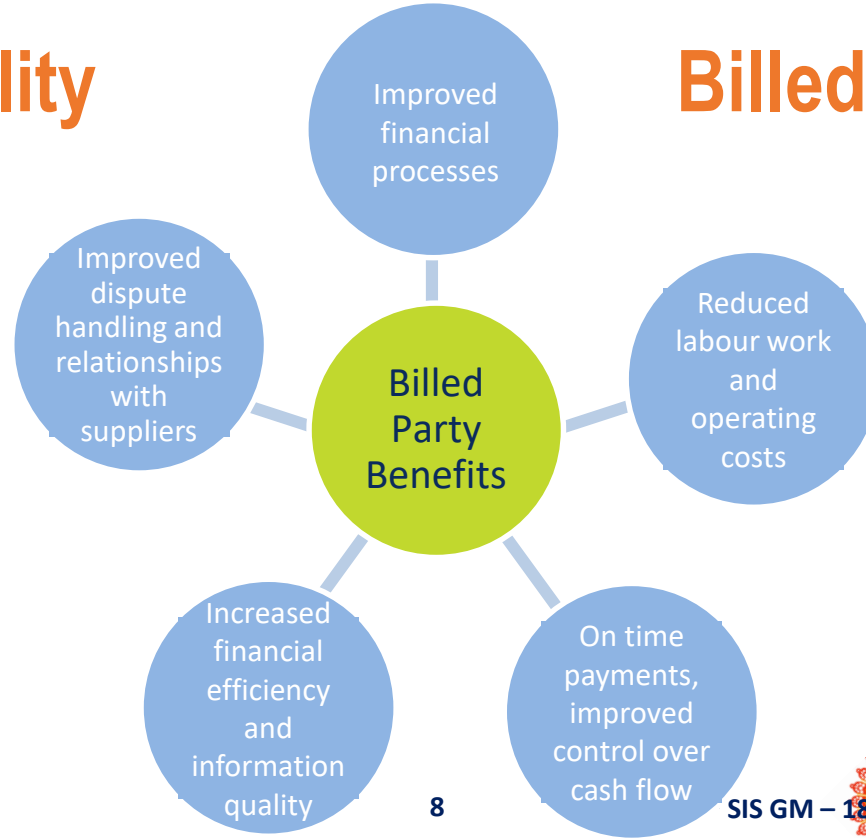 lity
Billed
Improved
financial
processes
Improved
dispute
handling and
relationships
with
suppliers
Reduced
labour work
and
operating
costs
Billed
Party
Benefits
Increased
financial
efficiency
and
information
quality
On time
payments,
improved
control over
cash flow
8
SIS GM – 18